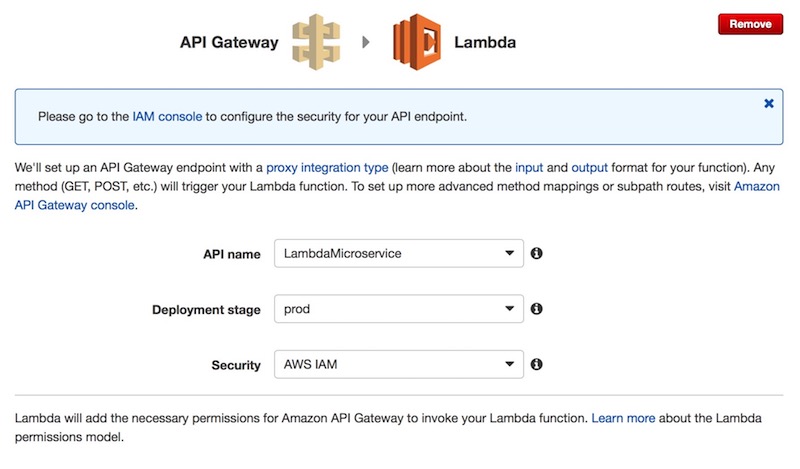 API Gateway Lambda Remove
Please go to the IAM console to configure the security for your API endpoint.
We'll set up an API Gateway endpoint with a proxy integration type (learn more about the input and output format for your function). Any
method (GET, POST, etc.) will trigger your Lambda function. To set up more advanced method mappings or subpath routes, visit Amazon
API Gateway console.
API name LambdaMicroservice
Deployment stage prod
Security AWS IAM
Lambda will add the necessary permissions for Amazon API Gateway to invoke your Lambda function. Learn more about the Lambda
permissions model.